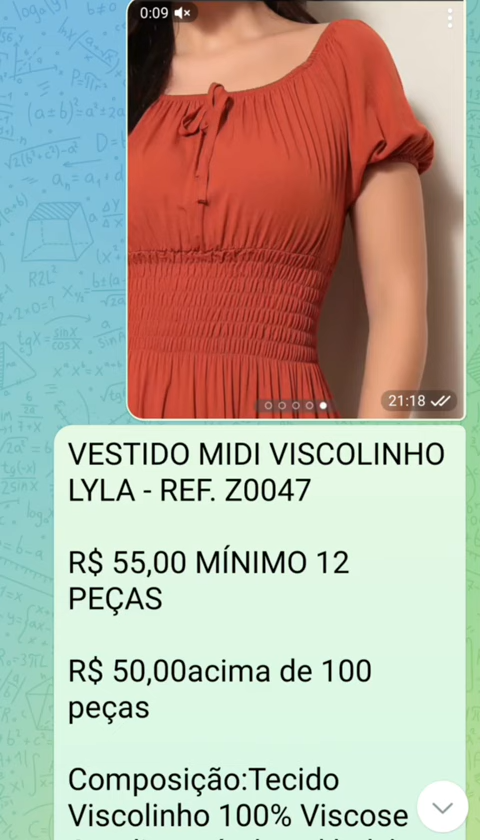 0:09
21:18
VESTIDO MIDI VISCOLINHO
LYLA - REF. Z0047
R$ 55,00 MÍNIMO 12
PEÇAS
R$ 50,00acima de 100
peças
Composição:Tecido
Viscolinho 100% Viscose